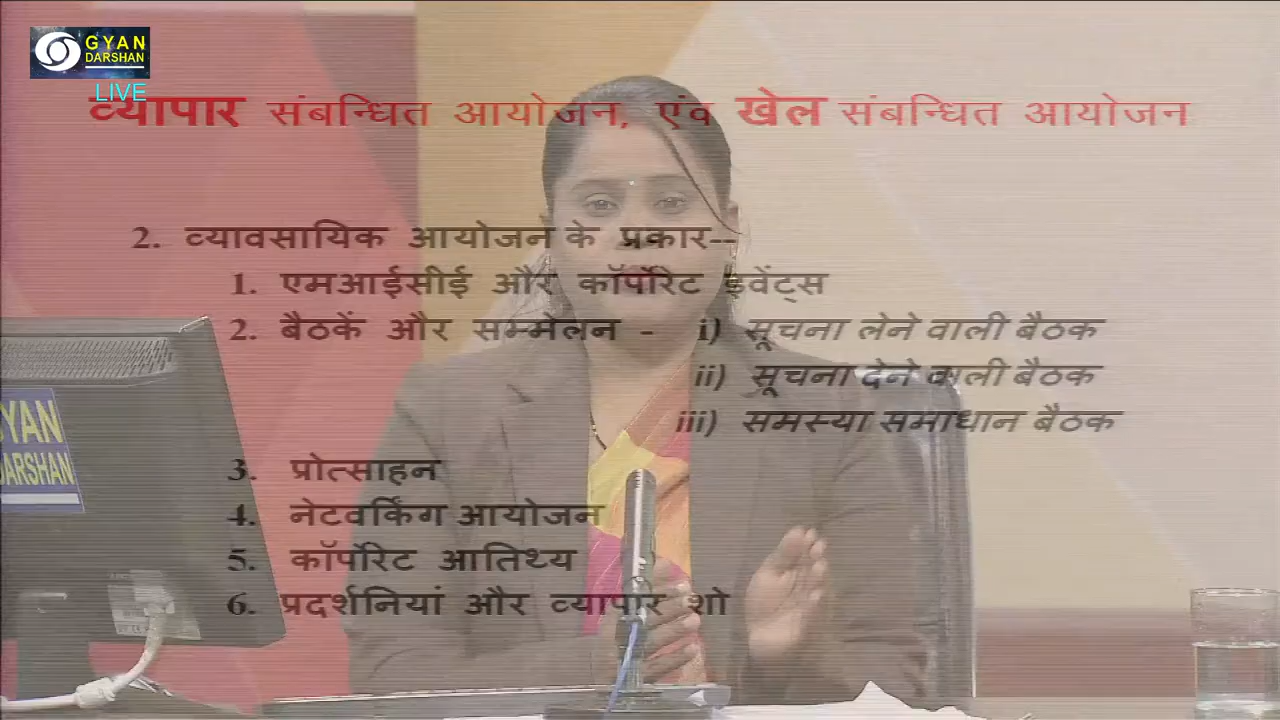 GYAN
DARSHAN
LIVE
व्यापार संबन्धित आयोजन, एंव खेल संबन्धित आयोजन
2. व्यावसायिक आयोजन के प्रकार--
1. एमआईसीई और कॉर्पोरेट इवेंट्स
2. बैठकें और सम्मेलन - i) सूचना लेने वाली बैठक
ii) सूचना देने वाली बैठक
iii) समस्या समाधान बैठक
3. प्रोत्साहन
4. नेटवर्किंग आयोजन
5. कॉर्पोरेट आतिथ्य
6. प्रदर्शनियां और व्यापार शो
YAN
DARSHAN